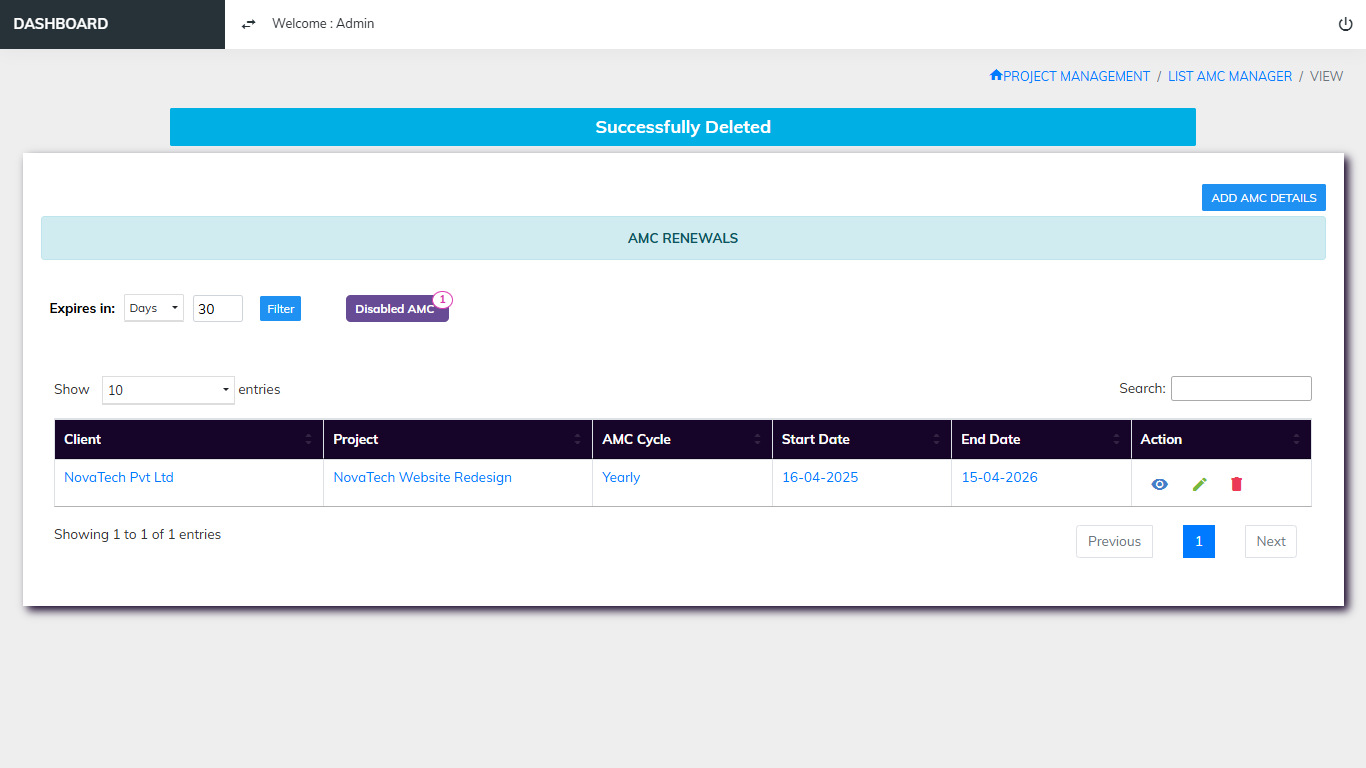 DASHBOARD
Welcome : Admin
PROJECT MANAGEMENT / LIST AMC MANAGER / VIEW
Successfully Deleted
ADD AMC DETAILS
AMC RENEWALS
Expires in: Days 30 Filter Disabled AMC 1
Show 10 entries Search:
Client Project AMC Cycle Start Date End Date Action
NovaTech Pvt Ltd NovaTech Website Redesign Yearly 16-04-2025 15-04-2026
Showing 1 to 1 of 1 entries Previous 1 Next